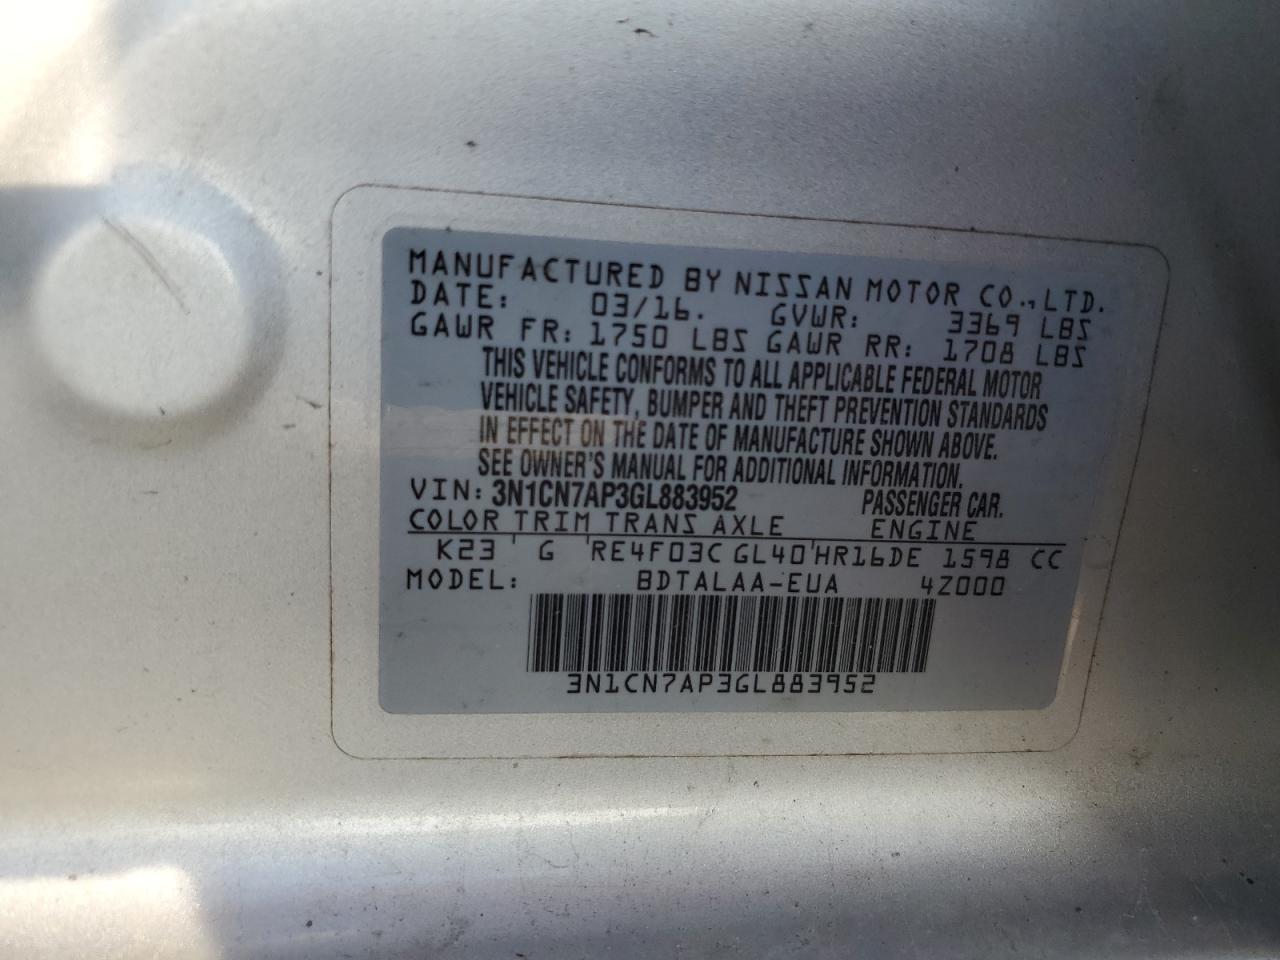 MANUFACTURED BY NISSAN MOTOR CO., LTD.
DATE: 03/16. GVWR: 3369 LBS
GAWR FR: 1750 LBS GAWR RR: 1708 LBS
THIS VEHICLE CONFORMS TO ALL APPLICABLE FEDERAL MOTOR
VEHICLE SAFETY, BUMPER AND THEFT PREVENTION STANDARDS
IN EFFECT ON THE DATE OF MANUFACTURE SHOWN ABOVE.
SEE OWNER'S MANUAL FOR ADDITIONAL INFORMATION.
VIN: 3N1CN7AP3GL883952 PASSENGER CAR.
COLOR TRIM TRANS AXLE ENGINE
K23 ' G 'RE4F03C GL40'HR16DE 1598 CC
MODEL: BDTALAA-EUA 4Z000
3N1CN7AP3GL883952